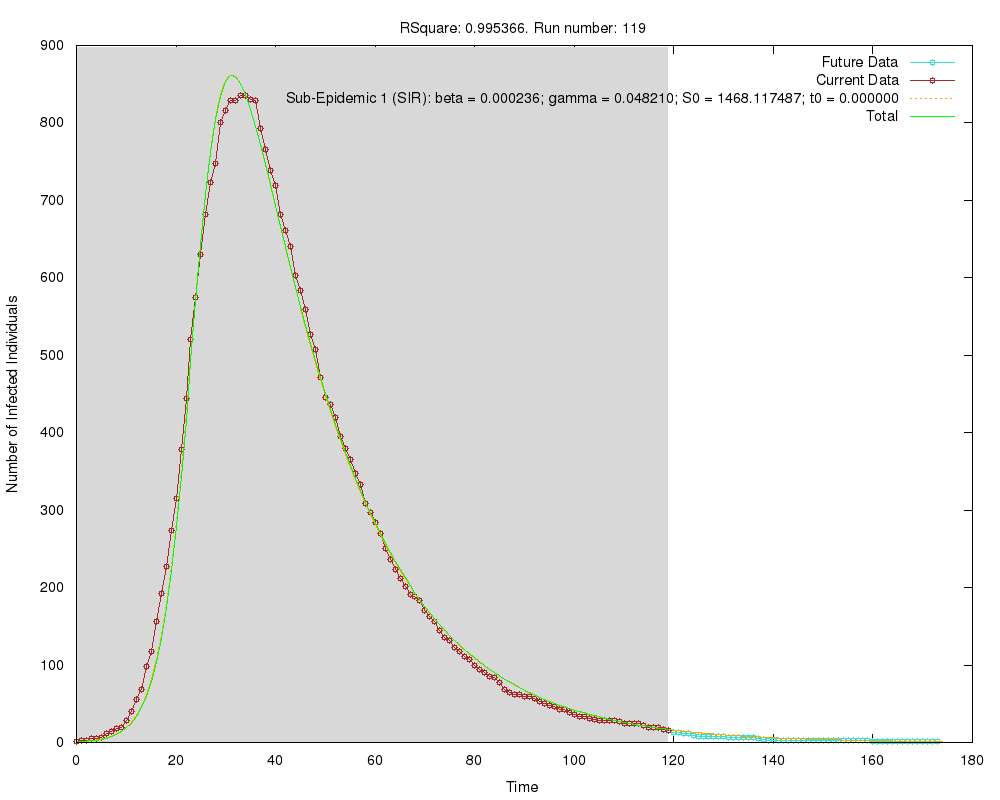 RSquare: 0.995366. Run number: 119
Future Data
Current Data
Sub-Epidemic 1 (SIR): beta = 0.000236; gamma = 0.048210; S0 = 1468.117487; t0 = 0.000000
Total
900
800
700
600
500
400
300
200
100
0
Number of Infected Individuals
0 20 40 60 80 100 120 140 160 180
Time